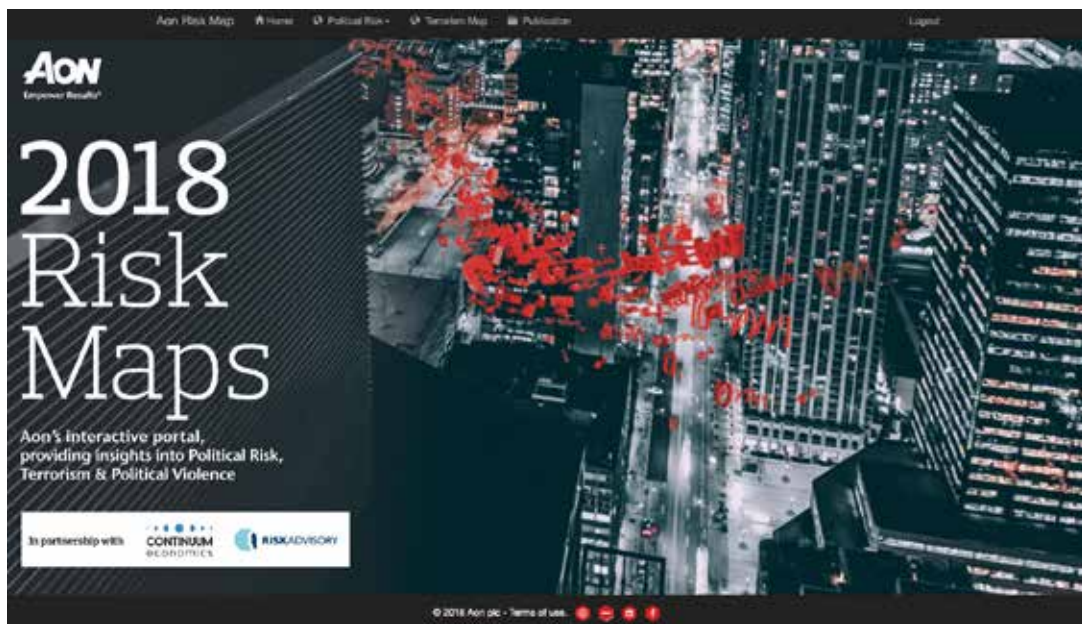 Aon Risk Map Home Political Risk Terrorism Map Publication Logout
AON
Empower Results®
2018
Risk
Maps
Aon's interactive portal,
providing insights into Political Risk,
Terrorism & Political Violence
In partnership with CONTINUUM economics RISKADVISORY
© 2018 Aon plc - Terms of use.